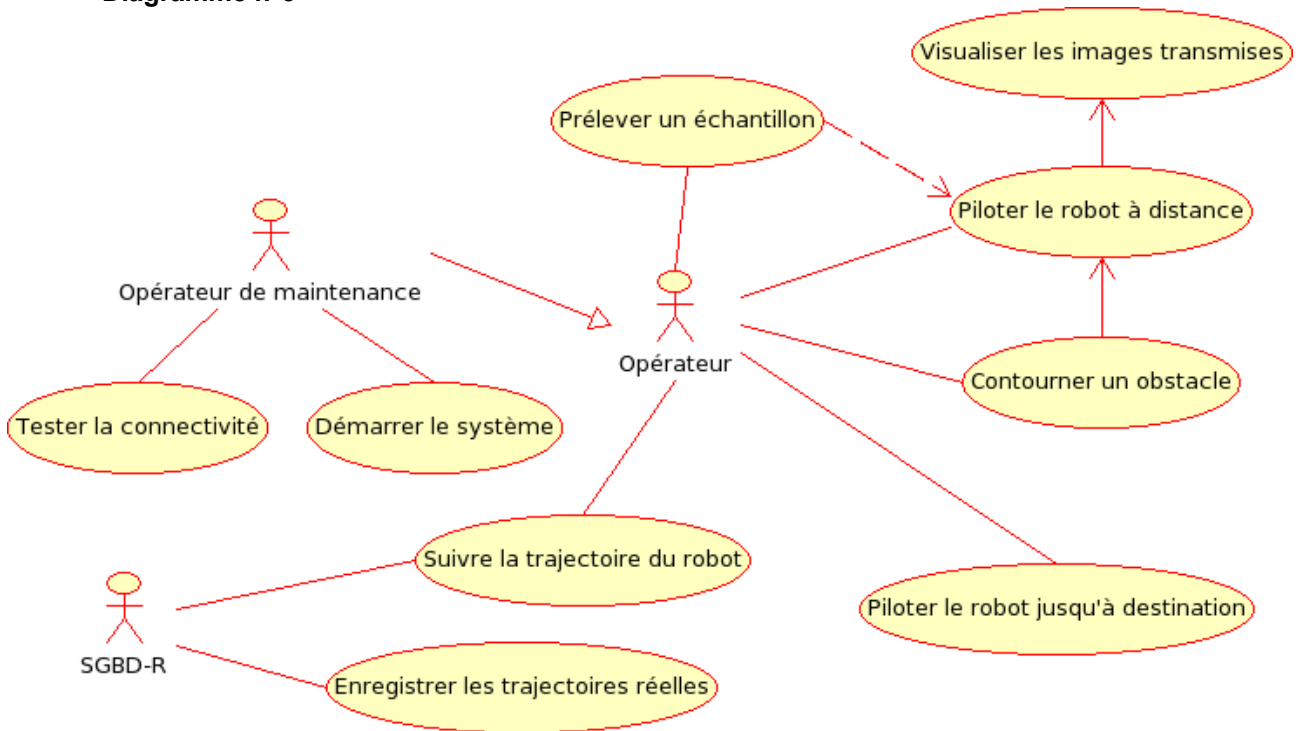 Visualiser les images transmises
Prélever un échantillon
Piloter le robot à distance
Opérateur de maintenance
Opérateur
Contourner un obstacle
Tester la connectivité
Démarrer le système
Suivre la trajectoire du robot
Piloter le robot jusqu'à destination
SGBD-R
Enregistrer les trajectoires réelles